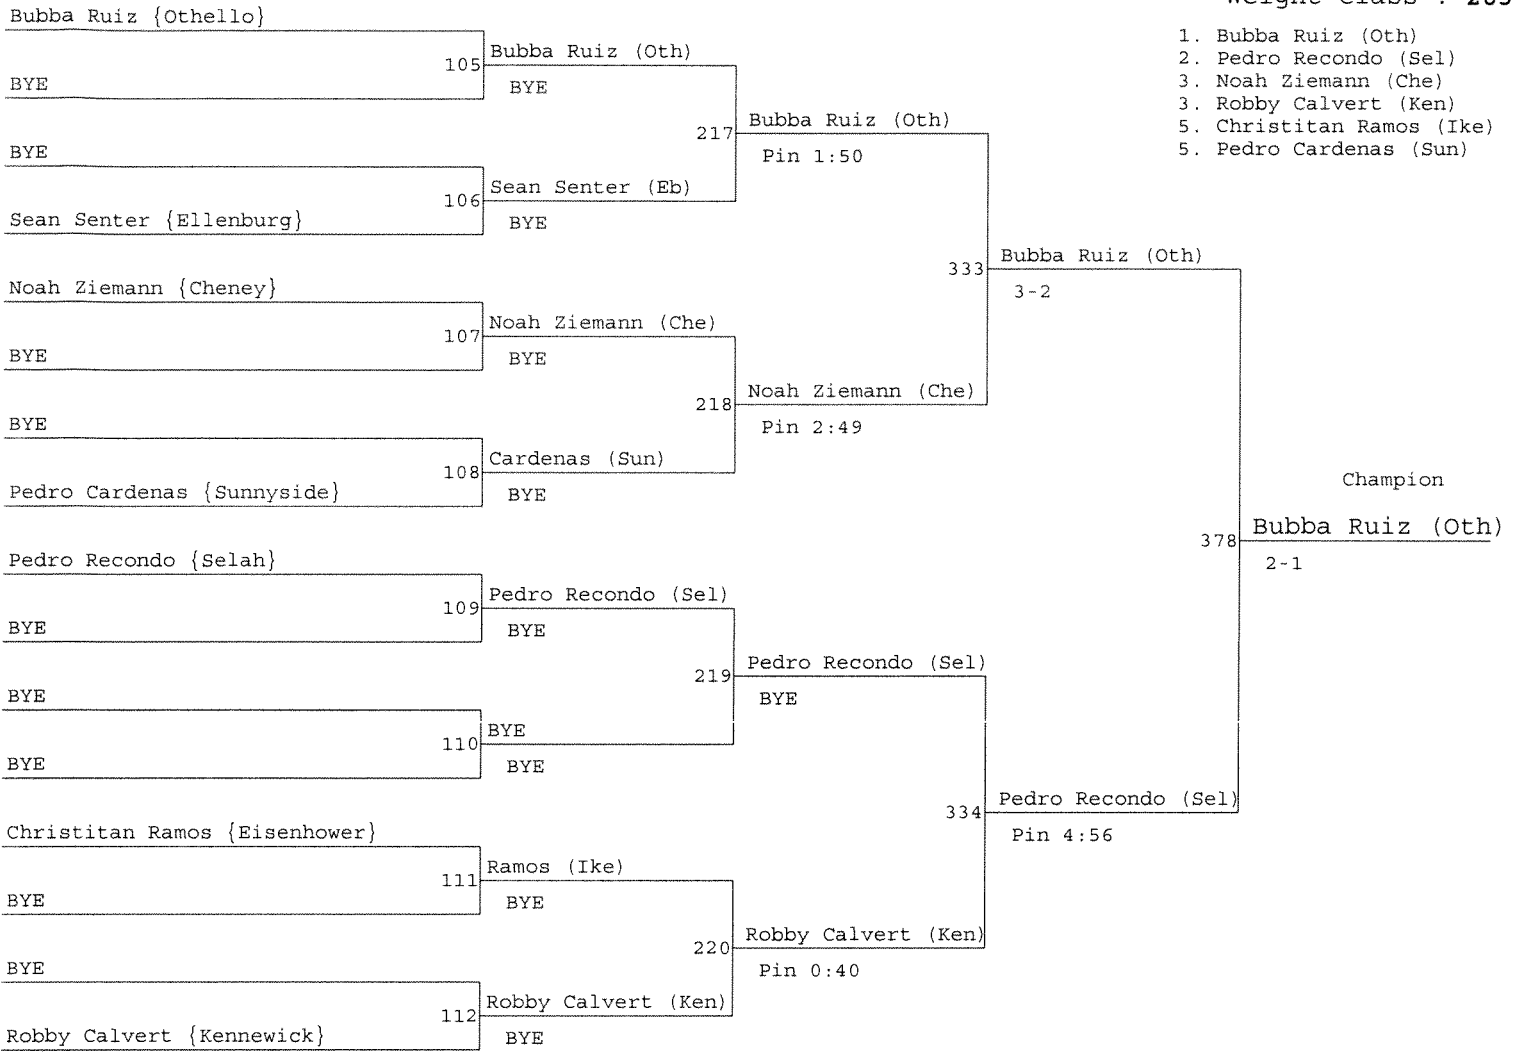 Bubba Ruiz {Othello}
BYE
BYE
Sean Senter {Ellenburg}
Noah Ziemann {Cheney}
BYE
BYE
Pedro Cardenas {Sunnyside}
Pedro Recondo {Selah}
BYE
BYE
BYE
Christitan Ramos {Eisenhower}
BYE
BYE
Robby Calvert {Kennewick}
105 Bubba Ruiz (Oth)
BYE
106 Sean Senter (Eb)
BYE
107 Noah Ziemann (Che)
BYE
108 Cardenas (Sun)
BYE
109 Pedro Recondo (Sel)
BYE
110 BYE
BYE
111 Ramos (Ike)
BYE
112 Robby Calvert (Ken)
BYE
217 Bubba Ruiz (Oth)
Pin 1:50
218 Noah Ziemann (Che)
Pin 2:49
219 Pedro Recondo (Sel)
BYE
220 Robby Calvert (Ken)
Pin 0:40
333 Bubba Ruiz (Oth)
3-2
334 Pedro Recondo (Sel)
Pin 4:56
Champion
378 Bubba Ruiz (Oth)
2-1
Weight Class :
1. Bubba Ruiz (Oth)
2. Pedro Recondo (Sel)
3. Noah Ziemann (Che)
3. Robby Calvert (Ken)
5. Christitan Ramos (Ike)
5. Pedro Cardenas (Sun)